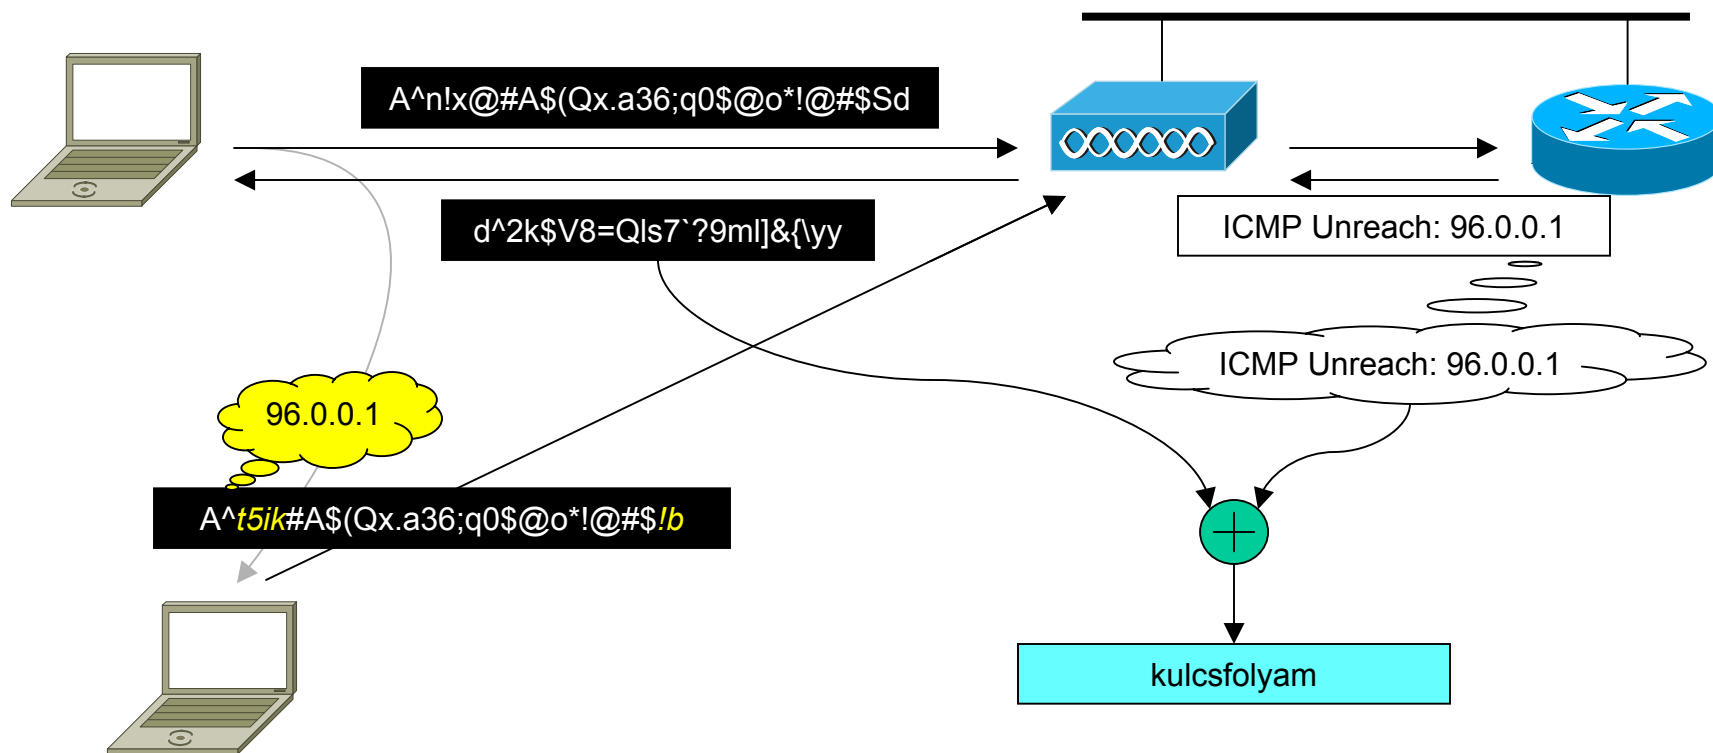 A^n!x@#A$(Qx.a36;q0$@o*!@#$Sd
d^2k$V8=Qls7`?9ml]&{\yy
ICMP Unreach: 96.0.0.1
ICMP Unreach: 96.0.0.1
96.0.0.1
A^t5ik#A$(Qx.a36;q0$@o*!@#$!b
kulcsfolyam